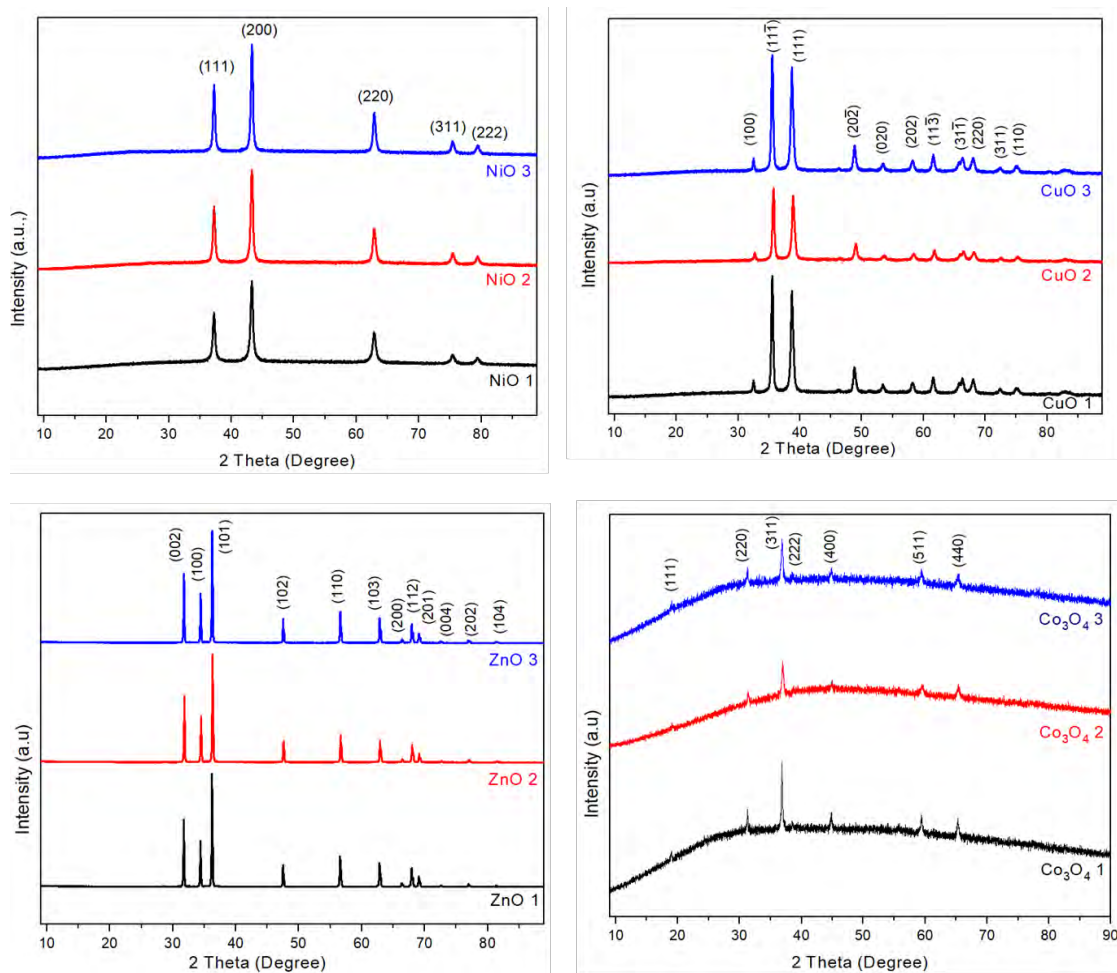 (111)
(200)
(220)
(311)
(222)
NiO 3
NiO 2
NiO 1
Intensity (a.u.,)
10 20 30 40 50 60 70 80
2 Theta (Degree)
(100)
(111̅)
(111)
(202̅)
(020)
(202)
(113̅)
(311̅)
(220)
(311)
(110)
CuO 3
CuO 2
CuO 1
Intensity (a.u)
10 20 30 40 50 60 70 80
2 Theta (Degree)
(002)
(100)
(101)
(102)
(110)
(103)
(200)
(112)
(201)
(004)
(202)
(104)
ZnO 3
ZnO 2
ZnO 1
Intensity (a.u)
10 20 30 40 50 60 70 80
2 Theta (Degree)
(111)
(220)
(311)
(222)
(400)
(511)
(440)
Co₃O₄ 3
Co₃O₄ 2
Co₃O₄ 1
Intensity (a.u)
10 20 30 40 50 60 70 80 90
2 Theta (Degree)